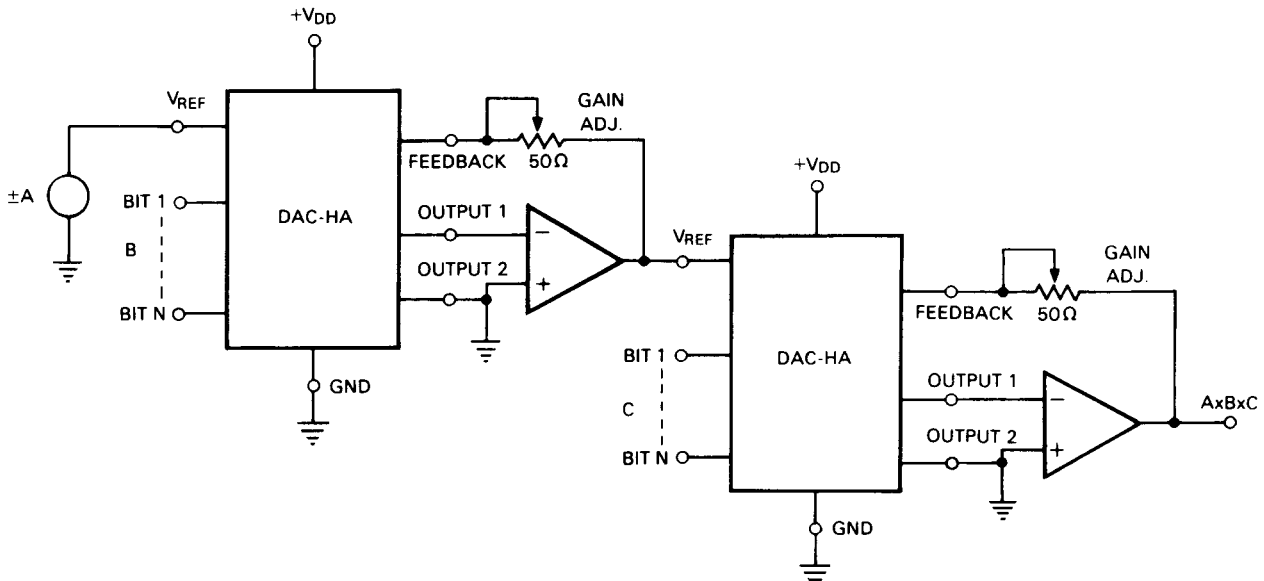 +VDD
VREF
GAIN
ADJ.
FEEDBACK
50Ω
±A
BIT 1
DAC-HA
OUTPUT 1
B
OUTPUT 2
BIT N
GND
+VDD
VREF
GAIN
ADJ.
FEEDBACK
50Ω
BIT 1
DAC-HA
OUTPUT 1
AxBxC
C
OUTPUT 2
BIT N
GND
−
+
−
+